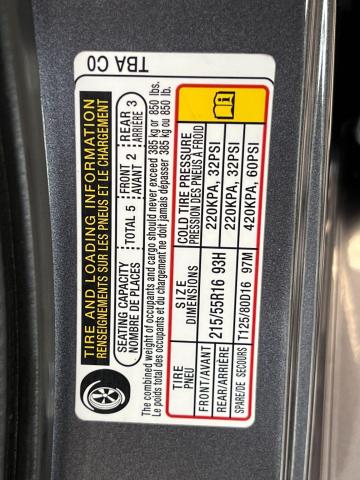 TIRE AND LOADING INFORMATION
RENSEIGNEMENTS SUR LES PNEUS ET LE CHARGEMENT
SEATING CAPACITY
NOMBRE DE PLACES
TOTAL 5
FRONT
AVANT 2
REAR 3
ARRIÈRE
The combined weight of occupants and cargo should never exceed 385 kg or 850 lbs.
Le poids total des occupants et du chargement ne doit jamais dépasser 385 kg ou 850 lb.
TIRE
PNEU
SIZE
DIMENSIONS
COLD TIRE PRESSURE
PRESSION DES PNEUS À FROID
FRONT/AVANT 215/55R16 93H 220KPA, 32PSI
REAR/ARRIÈRE 220KPA, 32PSI
SPARE/DE SECOURS T125/80D16 97M 420KPA, 60PSI
TBA C0